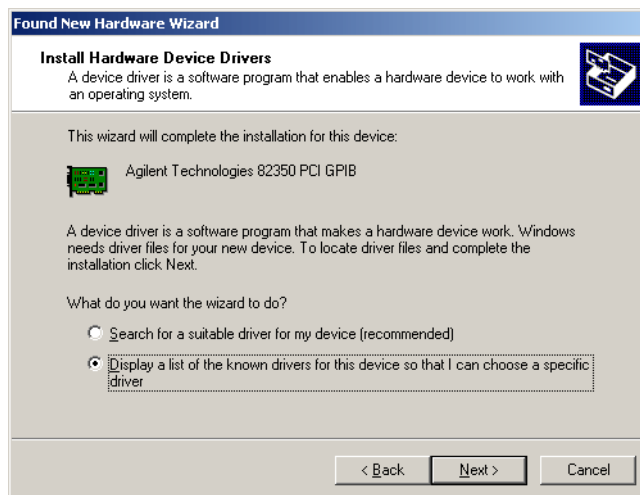 Found New Hardware Wizard
Install Hardware Device Drivers
A device driver is a software program that enables a hardware device to work with
an operating system.
This wizard will complete the installation for this device:
Agilent Technologies 82350 PCI GPIB
A device driver is a software program that makes a hardware device work. Windows
needs driver files for your new device. To locate driver files and complete the
installation click Next.
What do you want the wizard to do?
Search for a suitable driver for my device (recommended)
Display a list of the known drivers for this device so that I can choose a specific
driver
< Back Next > Cancel